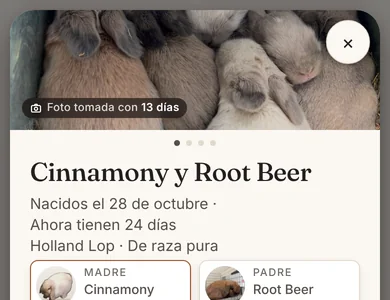 Foto tomada con 13 días
Cinnamony y Root Beer
Nacidos el 28 de octubre ·
Ahora tienen 24 días
Holland Lop · De raza pura
MADRE
Cinnamony
PADRE
Root Beer